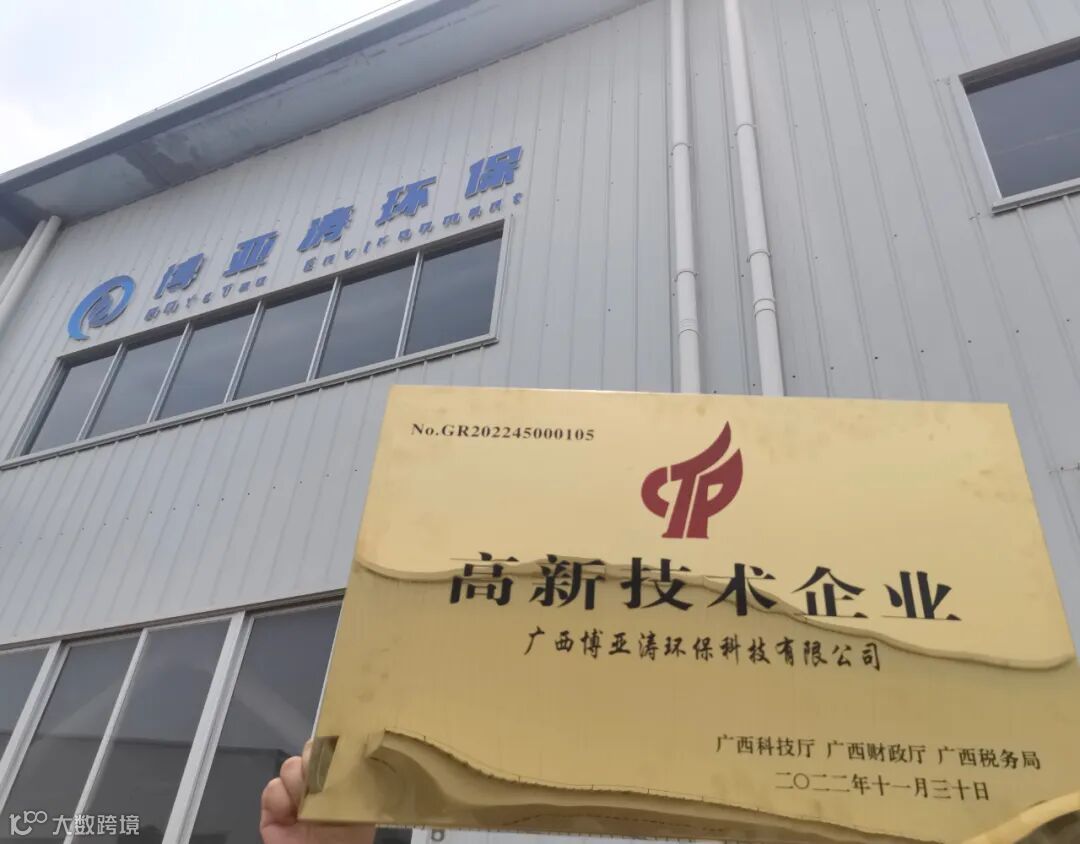 博亚涛环保
No.GR202245000105
高新技术企业
广西博亚涛环保科技有限公司
广西科技厅 广西财政厅 广西税务局
二〇二二年十一月三十日
大数跨境